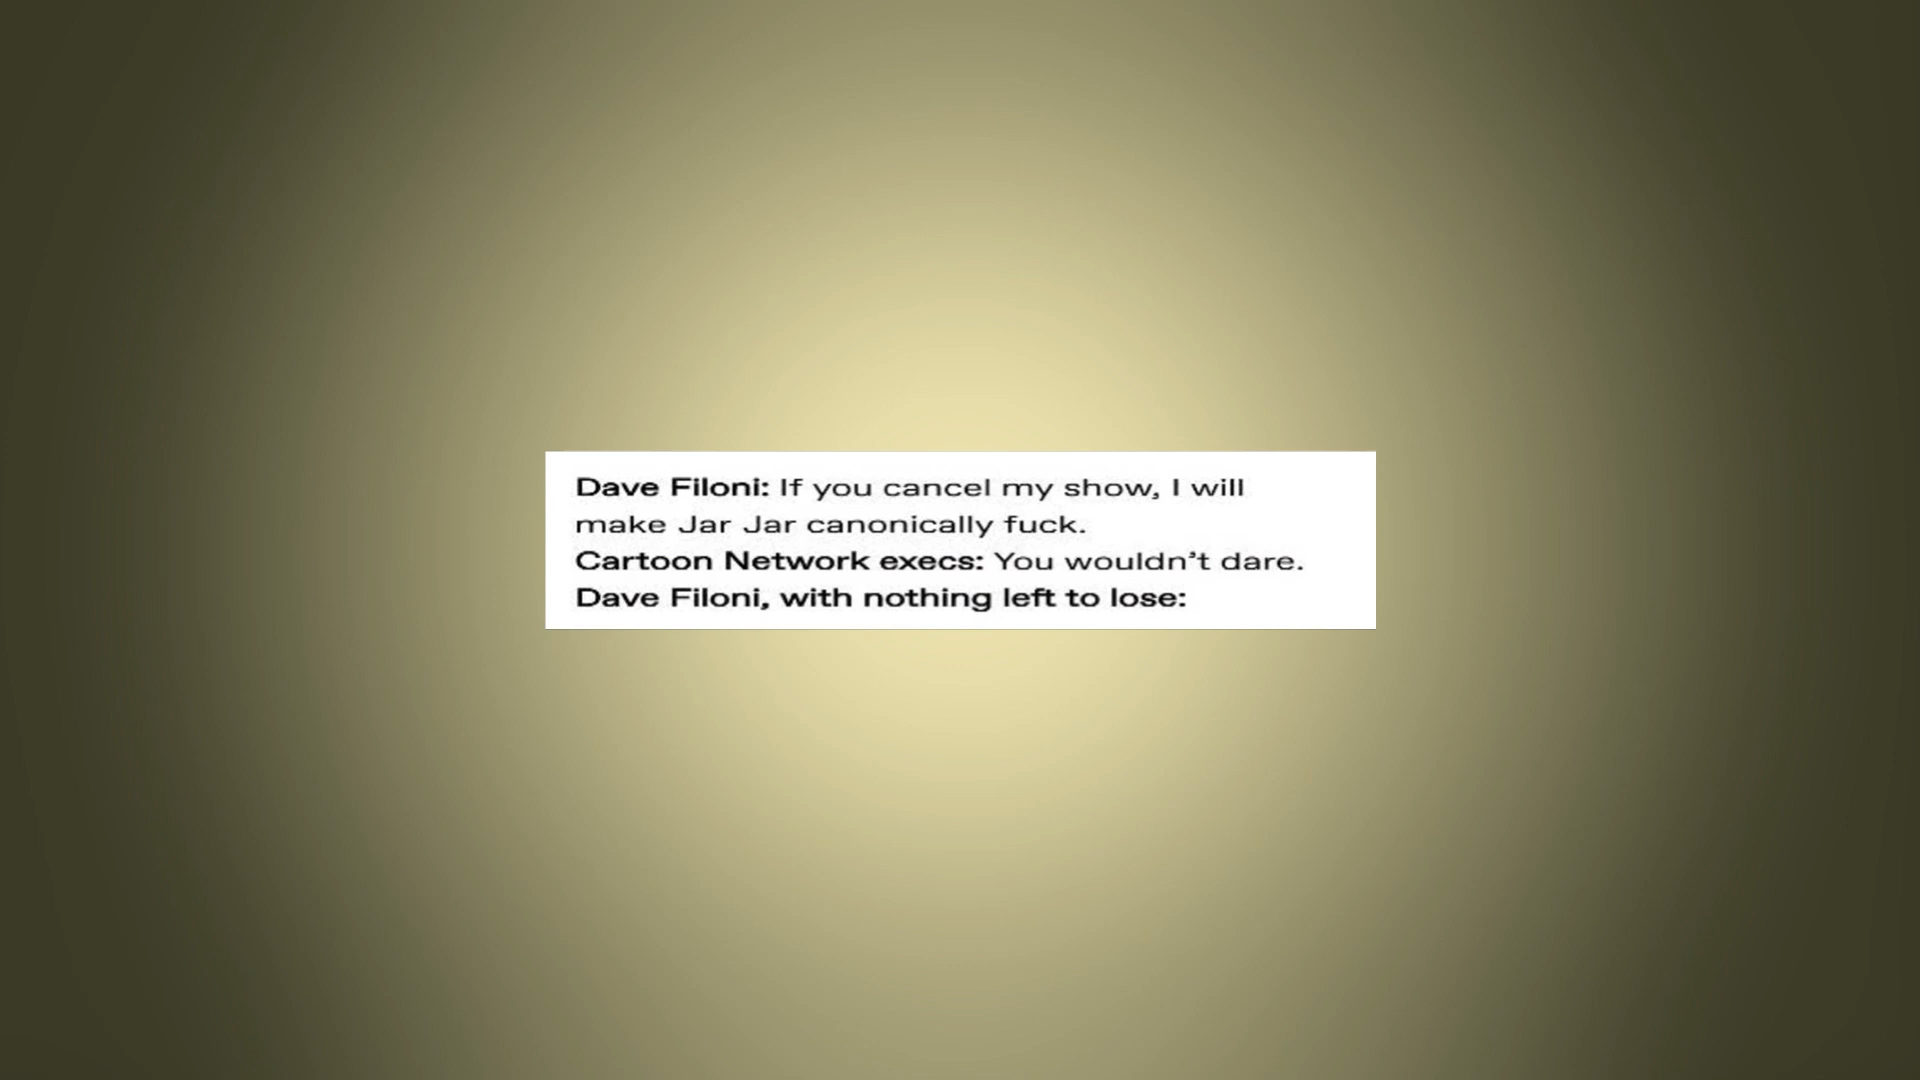 Dave Filoni: If you cancel my show, I will
make Jar Jar canonically fuck.
Cartoon Network execs: You wouldn’t dare.
Dave Filoni, with nothing left to lose: